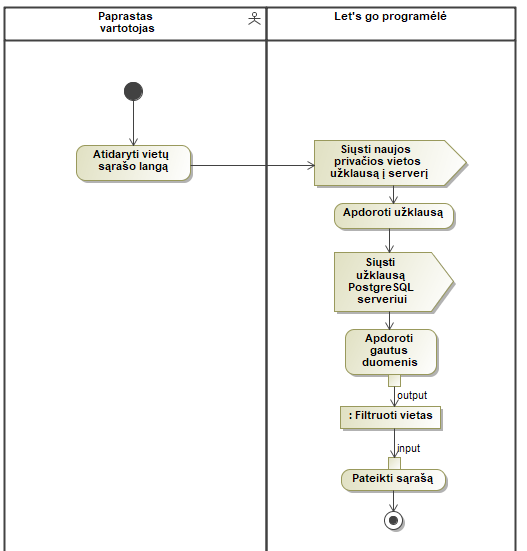 Paprastas
vartotojas
Let's go programėlė
Atidaryti vietų
sąrašo langą
Siųsti naujos
privačios vietos
užklausą į serverį
Apdoroti užklausą
Siųsti
užklausą
PostgreSQL
serveriui
Apdoroti
gautus
duomenis
output
: Filtruoti vietas
input
Pateikti sąrašą